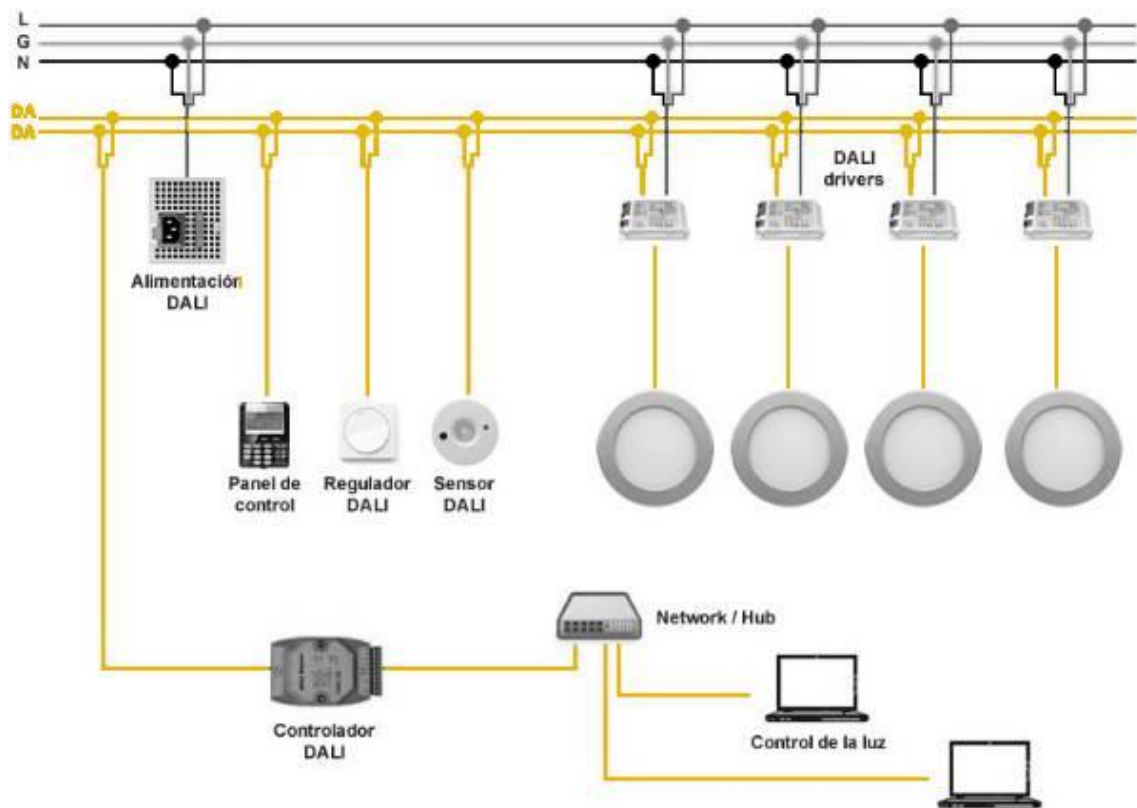 L
G
N
DA
DA
DALI
drivers
Alimentación
DALI
Panel de
control
Regulador
DALI
Sensor
DALI
Network / Hub
Controlador
DALI
Control de la luz